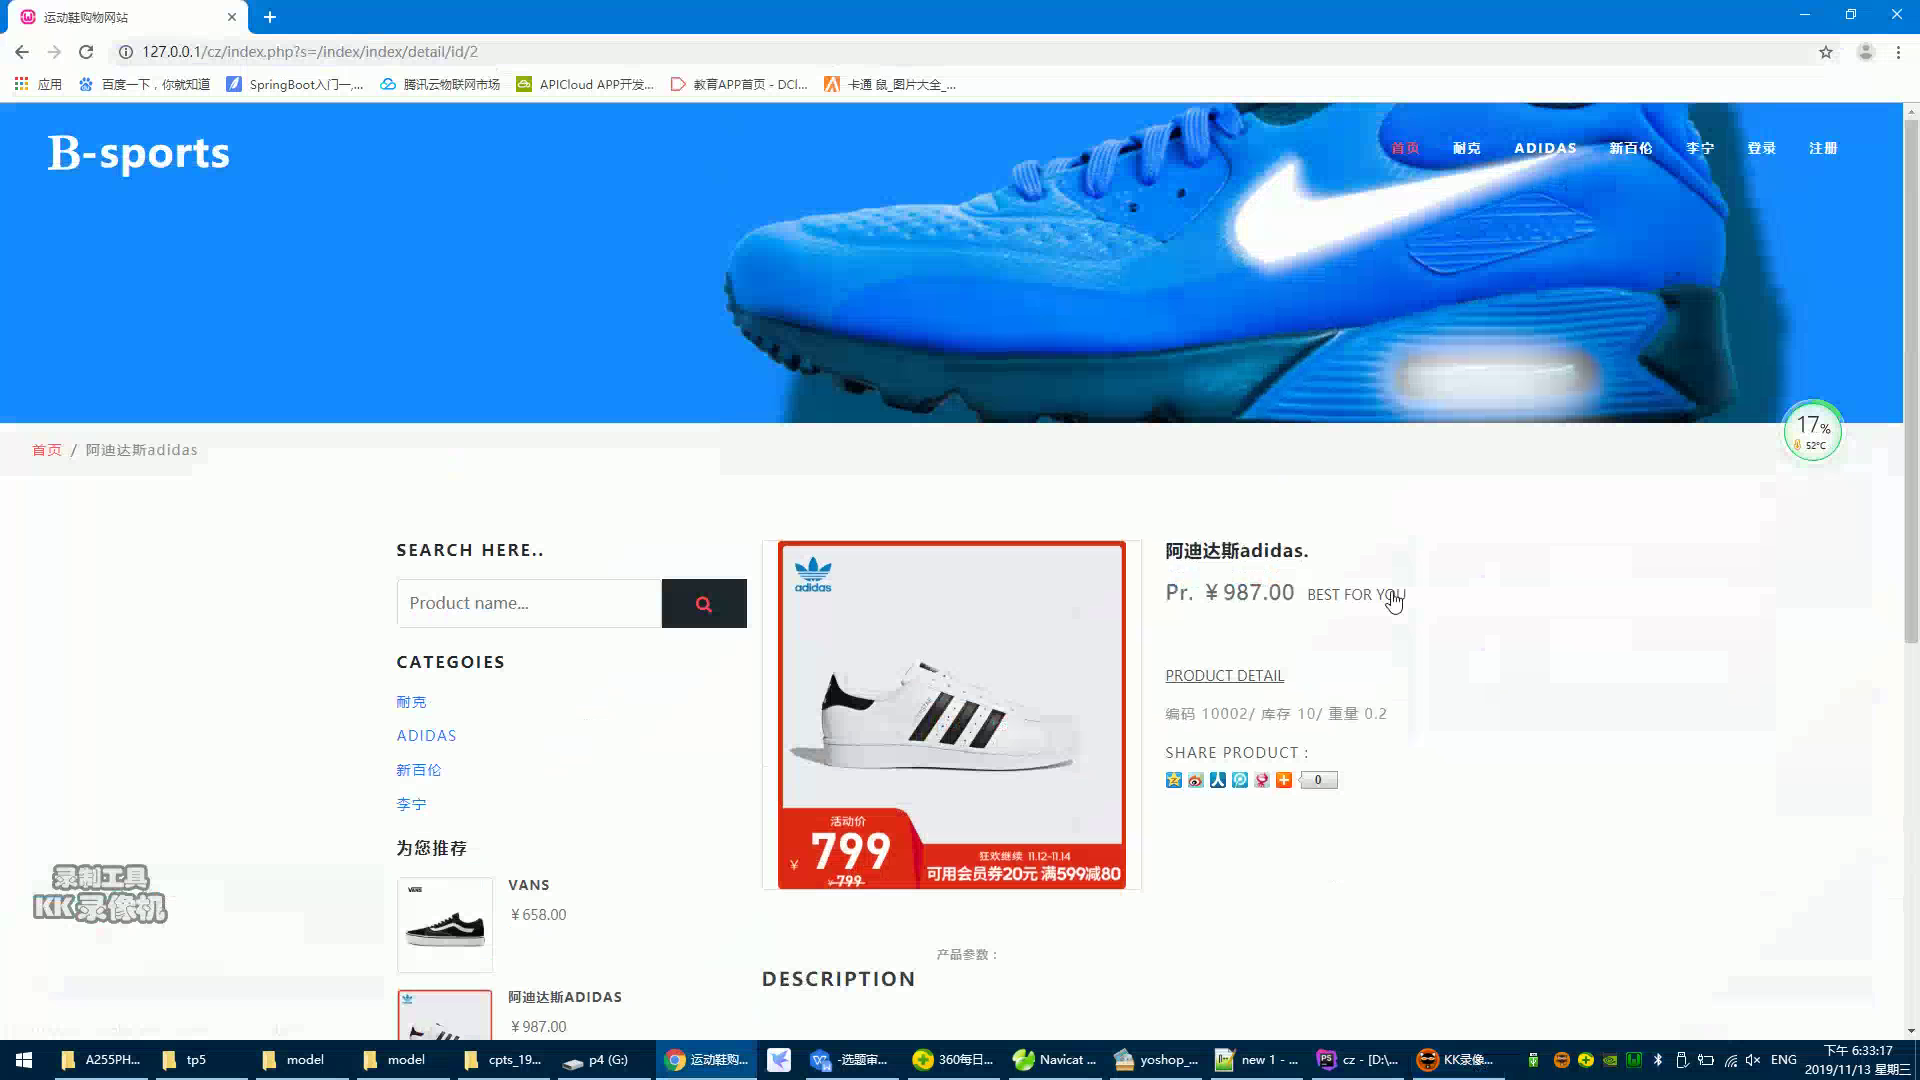 运动鞋购物网站
127.0.0.1/cz/index.php?s=/index/index/detail/id/2
应用
百度一下，你就知道
SpringBoot入门一,...
腾讯云物联网市场
APICloud APP开发...
教育APP首页 - DCl...
卡通 鼠_图片大全_...
B-sports
首页
耐克
ADIDAS
新百伦
李宁
登录
注册
17%
52°C
首页 / 阿迪达斯adidas
SEARCH HERE..
Product name...
CATEGOIES
耐克
ADIDAS
新百伦
李宁
为您推荐
VANS
VANS
￥658.00
阿迪达斯ADIDAS
￥987.00
adidas
活动价
￥799
￥799
狂欢继续 11.12-11.14
可用会员券20元 满599减80
阿迪达斯adidas.
Pr. ￥987.00 BEST FOR YOU
PRODUCT DETAIL
编码 10002/ 库存 10/ 重量 0.2
SHARE PRODUCT :
0
产品参数：
DESCRIPTION
录制工具
KK录像机
A255PH...
tp5
model
model
cpts_19...
p4 (G:)
运动鞋购...
-选题审...
360每日...
Navicat ...
yoshop_...
new 1 - ...
cz - [D:\...
KK录像...
ENG
下午 6:33:17
2019/11/13 星期三